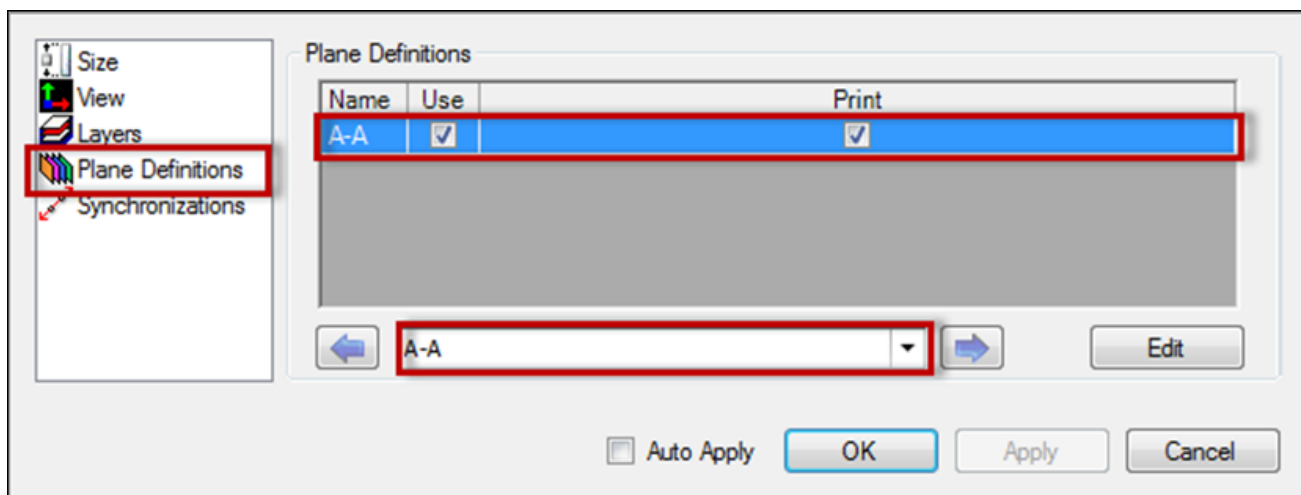 Size
View
Layers
Plane Definitions
Synchronizations
Plane Definitions
Name Use Print
A-A
A-A
Edit
Auto Apply OK Apply Cancel